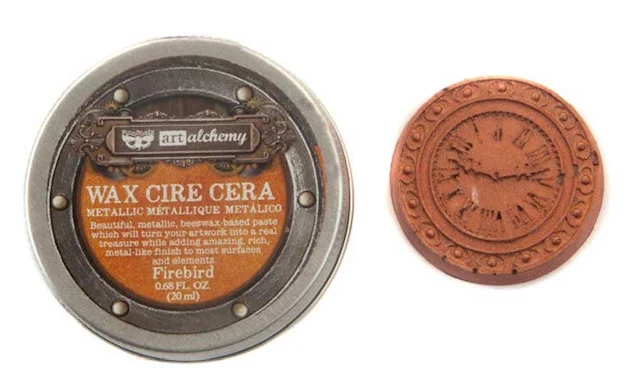 art alchemy
WAX CIRE CERA
METALLIC MÉTALLIQUE METÁLICO
Beautiful, metallic, beeswax-based paste
which will turn your artwork into a real
treasure while adding amazing, rich,
metal-like finish to most surfaces
and elements.
Firebird
0.68 FL. OZ
(20 ml)